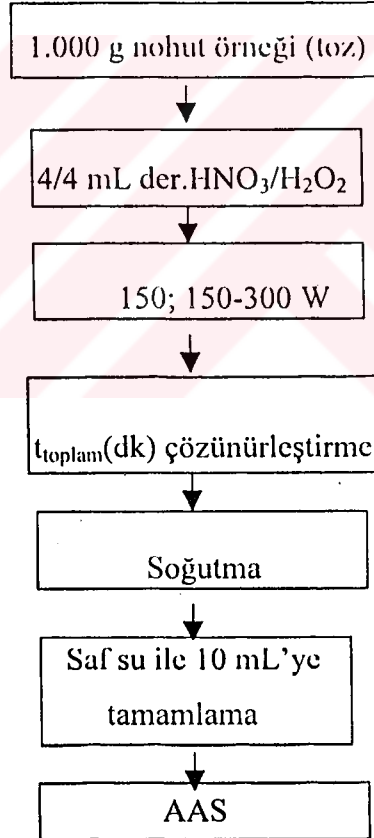 1.000 g nohut örneği (toz)
4/4 mL der.HNO₃/H₂O₂
150; 150-300 W
t_toplam(dk) çözünürleştirme
Soğutma
Saf su ile 10 mL'ye
tamamlama
AAS